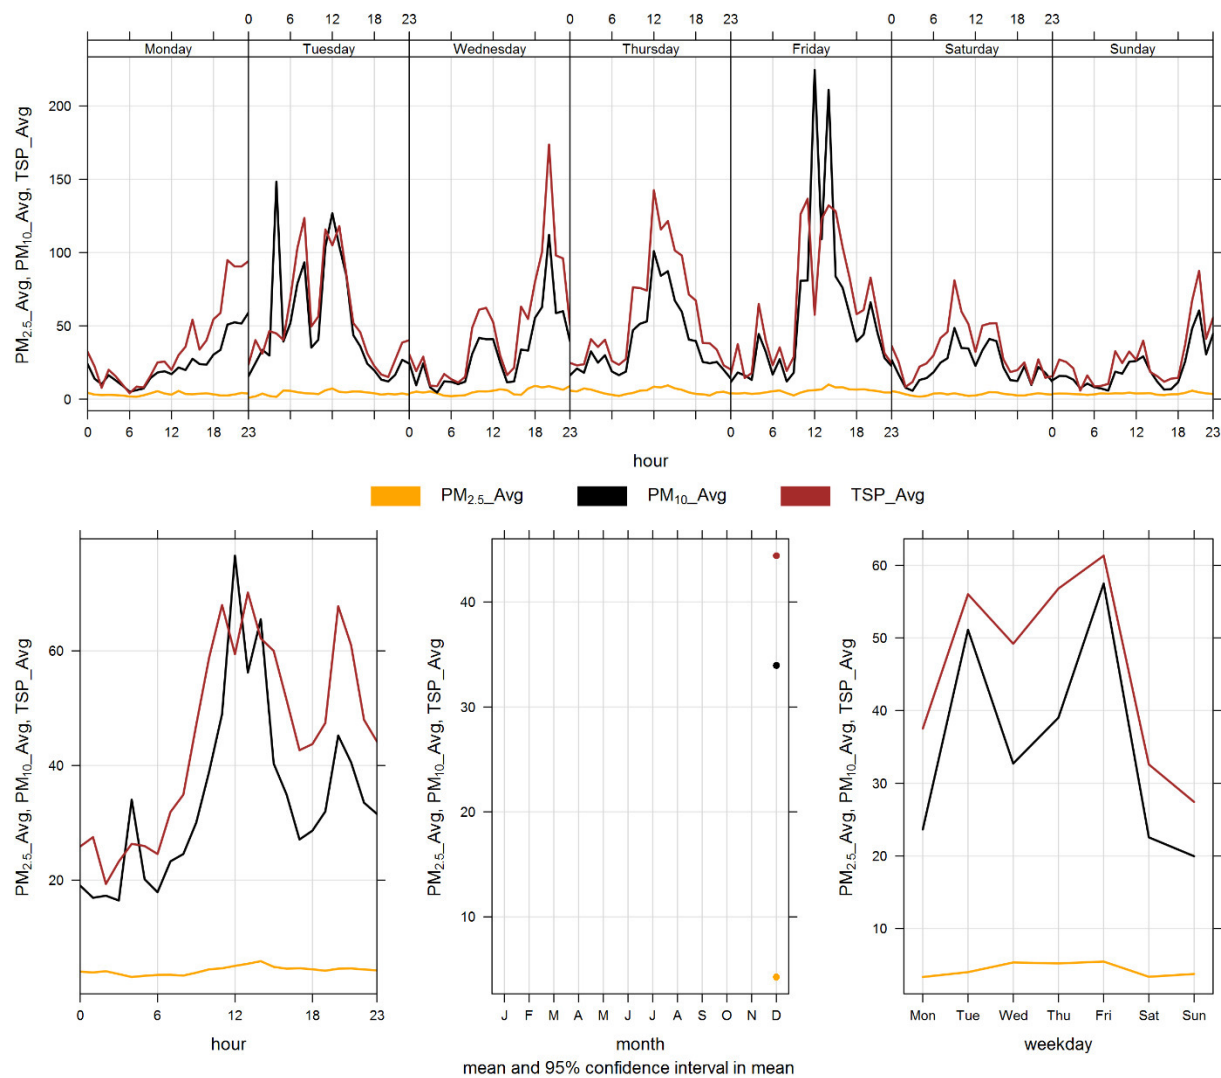 0 6 12 18 23 0 6 12 18 23 0 6 12 18 23
Monday Tuesday Wednesday Thursday Friday Saturday Sunday
PM2.5_Avg, PM10_Avg, TSP_Avg
200
150
100
50
0
0 6 12 18 0 6 12 18 23 0 6 12 18 23 0 6 12 18 23
hour
PM2.5_Avg PM10_Avg TSP_Avg
PM2.5_Avg, PM10_Avg, TSP_Avg
60
40
20
0 6 12 18 23
hour
PM2.5_Avg, PM10_Avg, TSP_Avg
40
30
20
10
J F M A M J J A S O N D
month
mean and 95% confidence interval in mean
PM2.5_Avg, PM10_Avg, TSP_Avg
60
50
40
30
20
10
Mon Tue Wed Thu Fri Sat Sun
weekday